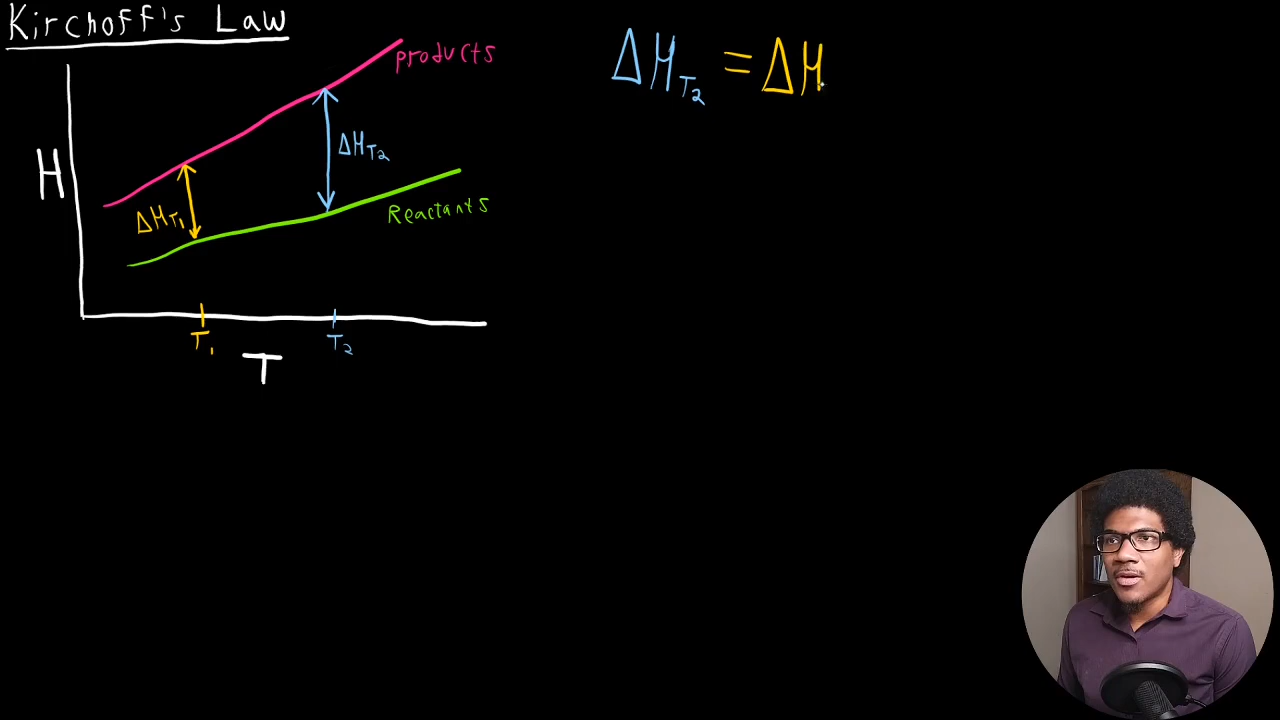 Kirchoff's Law
products
ΔH_T₂ = ΔH
H
ΔH_T₂
ΔH_T₁
Reactants
T₁
T₂
T